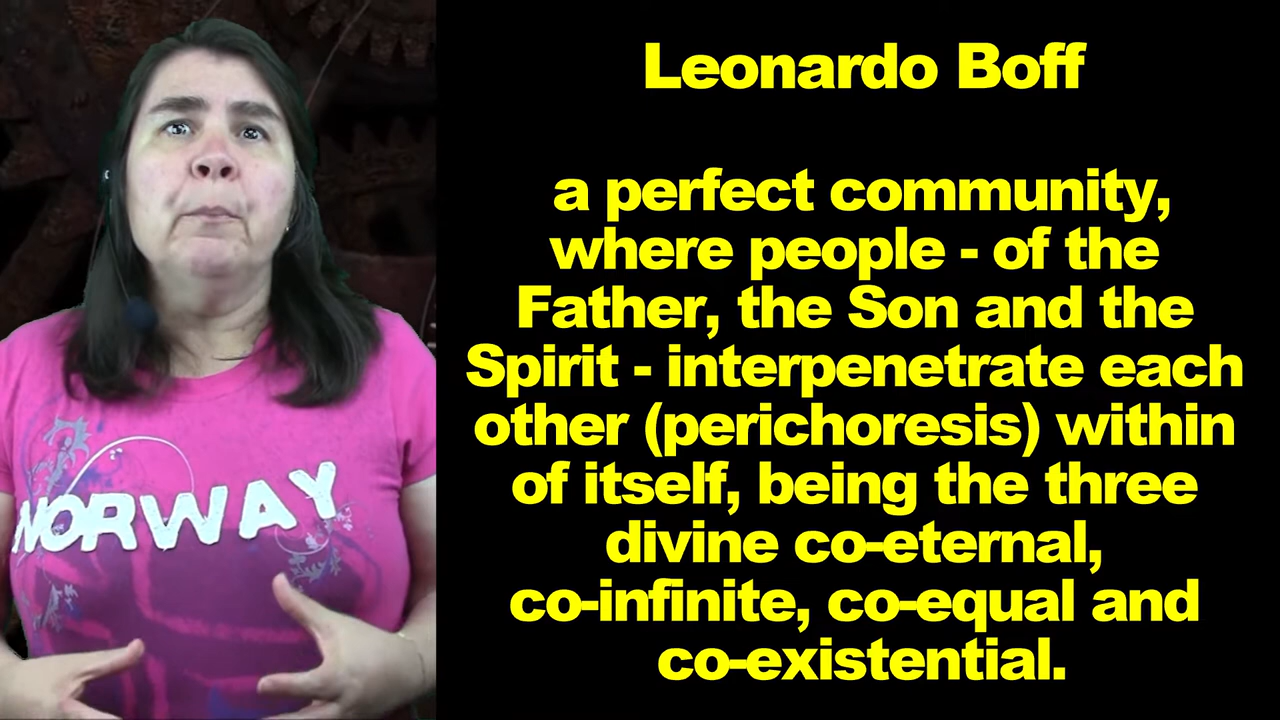 Leonardo Boff
a perfect community,
where people - of the
Father, the Son and the
Spirit - interpenetrate each
other (perichoresis) within
of itself, being the three
divine co-eternal,
co-infinite, co-equal and
co-existential.
NORWAY